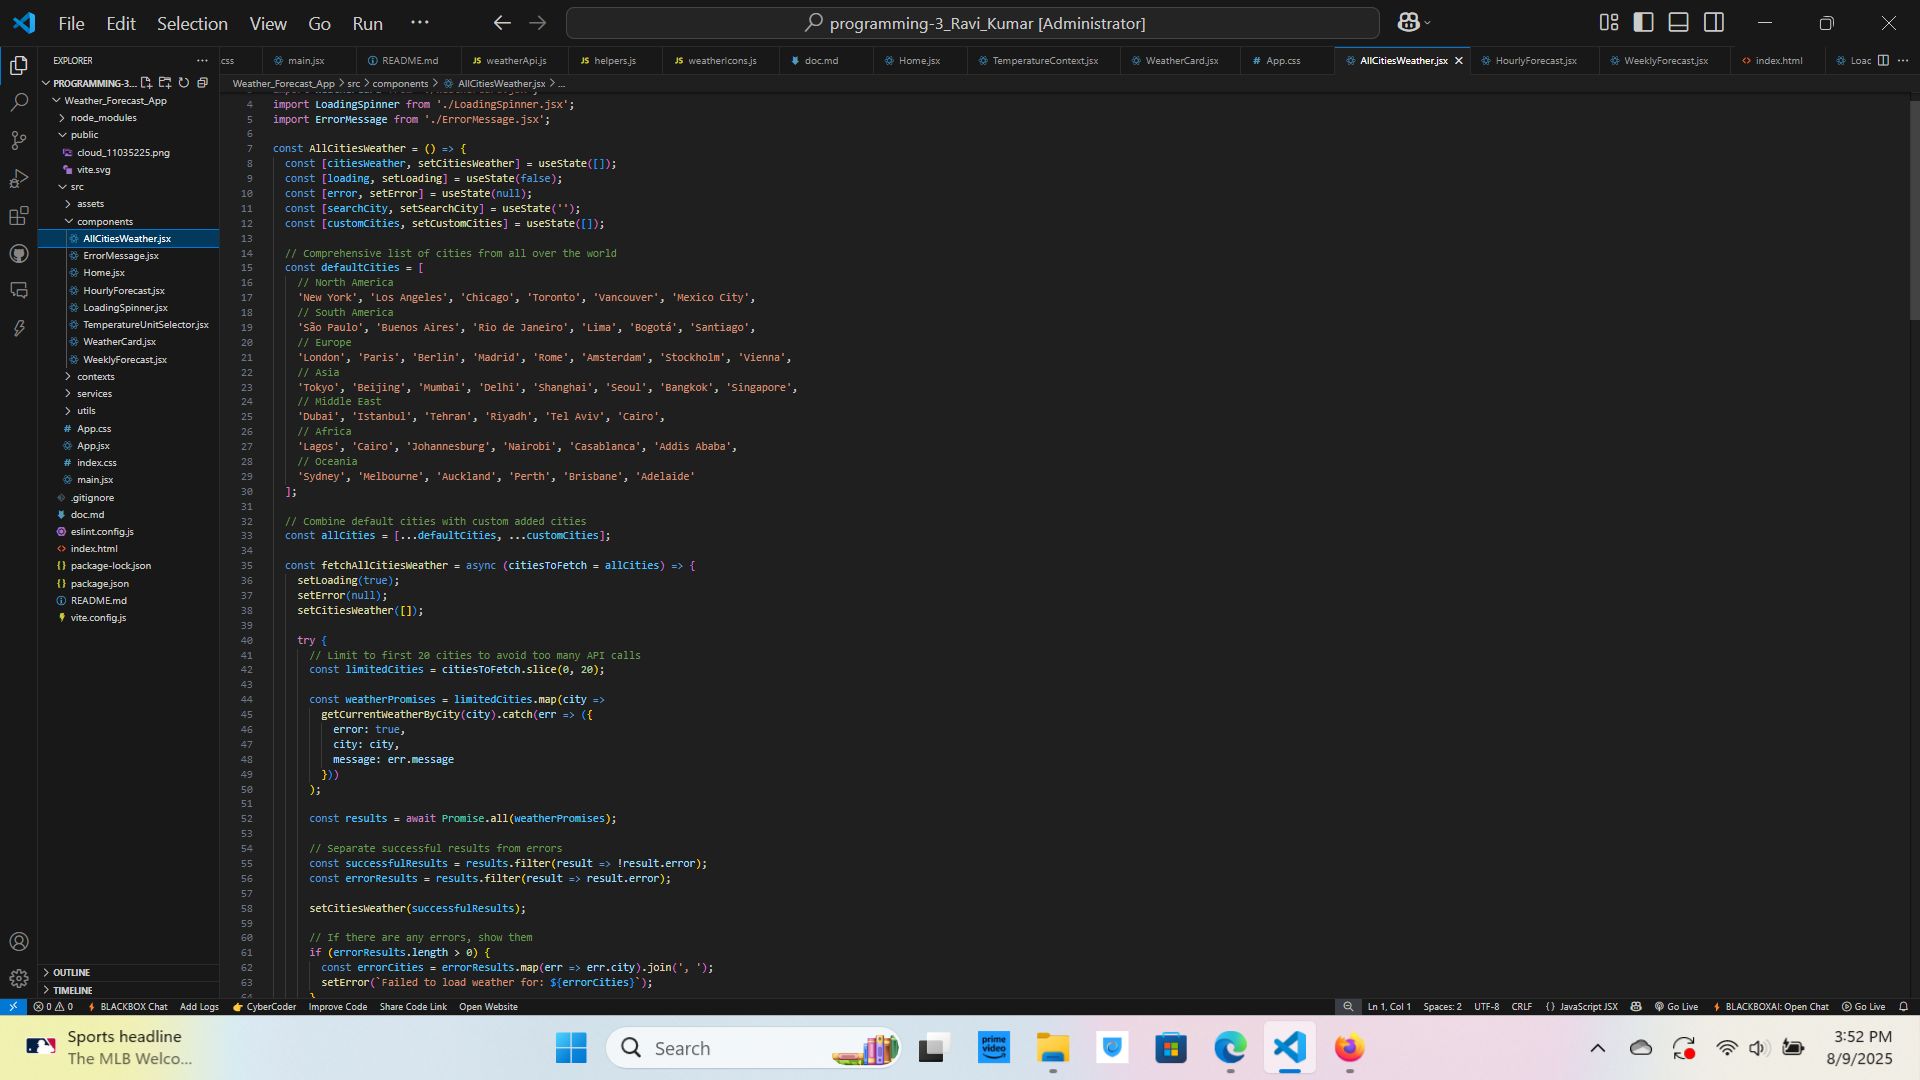 File Edit Selection View Go Run ···
programming-3_Ravi_Kumar [Administrator]
EXPLORER
.css main.jsx README.md weatherApi.js helpers.js weatherIcons.js doc.md Home.jsx TemperatureContext.jsx WeatherCard.jsx App.css AllCitiesWeather.jsx HourlyForecast.jsx WeeklyForecast.jsx index.html Loac
Weather_Forecast_App > src > components > AllCitiesWeather.jsx > ...
PROGRAMMING-3...
Weather_Forecast_App
node_modules
public
cloud_11035225.png
vite.svg
src
assets
components
AllCitiesWeather.jsx
ErrorMessage.jsx
Home.jsx
HourlyForecast.jsx
LoadingSpinner.jsx
TemperatureUnitSelector.jsx
WeatherCard.jsx
WeeklyForecast.jsx
contexts
services
utils
App.css
App.jsx
index.css
main.jsx
.gitignore
doc.md
eslint.config.js
index.html
package-lock.json
package.json
README.md
vite.config.js
OUTLINE
TIMELINE
4 import LoadingSpinner from './LoadingSpinner.jsx';
5 import ErrorMessage from './ErrorMessage.jsx';
6
7 const AllCitiesWeather = () => {
8 const [citiesWeather, setCitiesWeather] = useState([]);
9 const [loading, setLoading] = useState(false);
10 const [error, setError] = useState(null);
11 const [searchCity, setSearchCity] = useState('');
12 const [customCities, setCustomCities] = useState([]);
13
14 // Comprehensive list of cities from all over the world
15 const defaultCities = [
16 // North America
17 'New York', 'Los Angeles', 'Chicago', 'Toronto', 'Vancouver', 'Mexico City',
18 // South America
19 'São Paulo', 'Buenos Aires', 'Rio de Janeiro', 'Lima', 'Bogotá', 'Santiago',
20 // Europe
21 'London', 'Paris', 'Berlin', 'Madrid', 'Rome', 'Amsterdam', 'Stockholm', 'Vienna',
22 // Asia
23 'Tokyo', 'Beijing', 'Mumbai', 'Delhi', 'Shanghai', 'Seoul', 'Bangkok', 'Singapore',
24 // Middle East
25 'Dubai', 'Istanbul', 'Tehran', 'Riyadh', 'Tel Aviv', 'Cairo',
26 // Africa
27 'Lagos', 'Cairo', 'Johannesburg', 'Nairobi', 'Casablanca', 'Addis Ababa',
28 // Oceania
29 'Sydney', 'Melbourne', 'Auckland', 'Perth', 'Brisbane', 'Adelaide'
30 ];
31
32 // Combine default cities with custom added cities
33 const allCities = [...defaultCities, ...customCities];
34
35 const fetchAllCitiesWeather = async (citiesToFetch = allCities) => {
36 setLoading(true);
37 setError(null);
38 setCitiesWeather([]);
39
40 try {
41 // Limit to first 20 cities to avoid too many API calls
42 const limitedCities = citiesToFetch.slice(0, 20);
43
44 const weatherPromises = limitedCities.map(city =>
45 getCurrentWeatherByCity(city).catch(err => ({
46 error: true,
47 city: city,
48 message: err.message
49 }))
50 );
51
52 const results = await Promise.all(weatherPromises);
53
54 // Separate successful results from errors
55 const successfulResults = results.filter(result => !result.error);
56 const errorResults = results.filter(result => result.error);
57
58 setCitiesWeather(successfulResults);
59
60 // If there are any errors, show them
61 if (errorResults.length > 0) {
62 const errorCities = errorResults.map(err => err.city).join(', ');
63 setError(`Failed to load weather for: ${errorCities}`);
0 0 BLACKBOX Chat Add Logs CyberCoder Improve Code Share Code Link Open Website Ln 1, Col 1 Spaces: 2 UTF-8 CRLF {} JavaScript JSX Go Live BLACKBOXAI: Open Chat Go Live
Sports headline
The MLB Welco...
Search
prime video
3:52 PM
8/9/2025